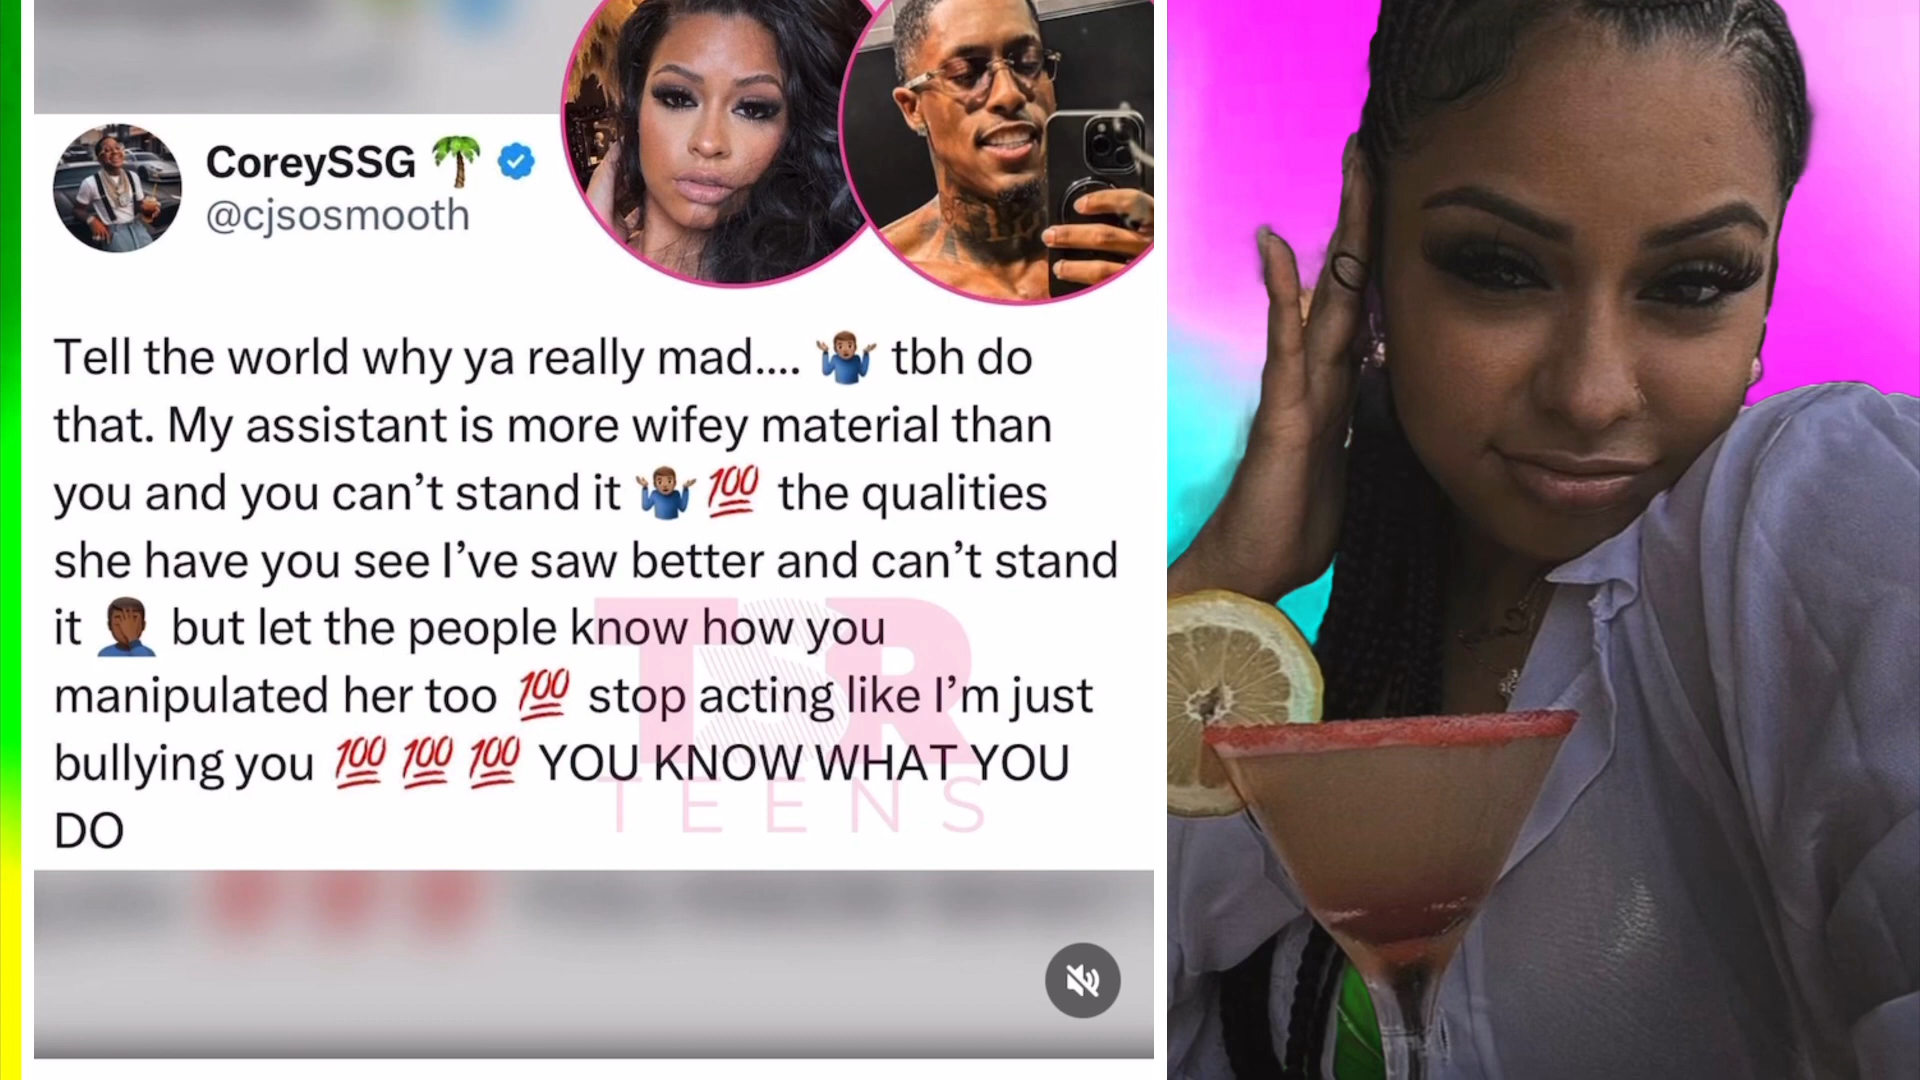 CoreySSG 🌴
@cjsosmooth
Tell the world why ya really mad.... 🤷🏾‍♂️ tbh do
that. My assistant is more wifey material than
you and you can’t stand it 🤷🏾‍♂️ 💯 the qualities
she have you see I’ve saw better and can’t stand
it 🤦🏾‍♂️ but let the people know how you
manipulated her too 💯 stop acting like I’m just
bullying you 💯 💯 💯 YOU KNOW WHAT YOU
DO
TSR
TEENS